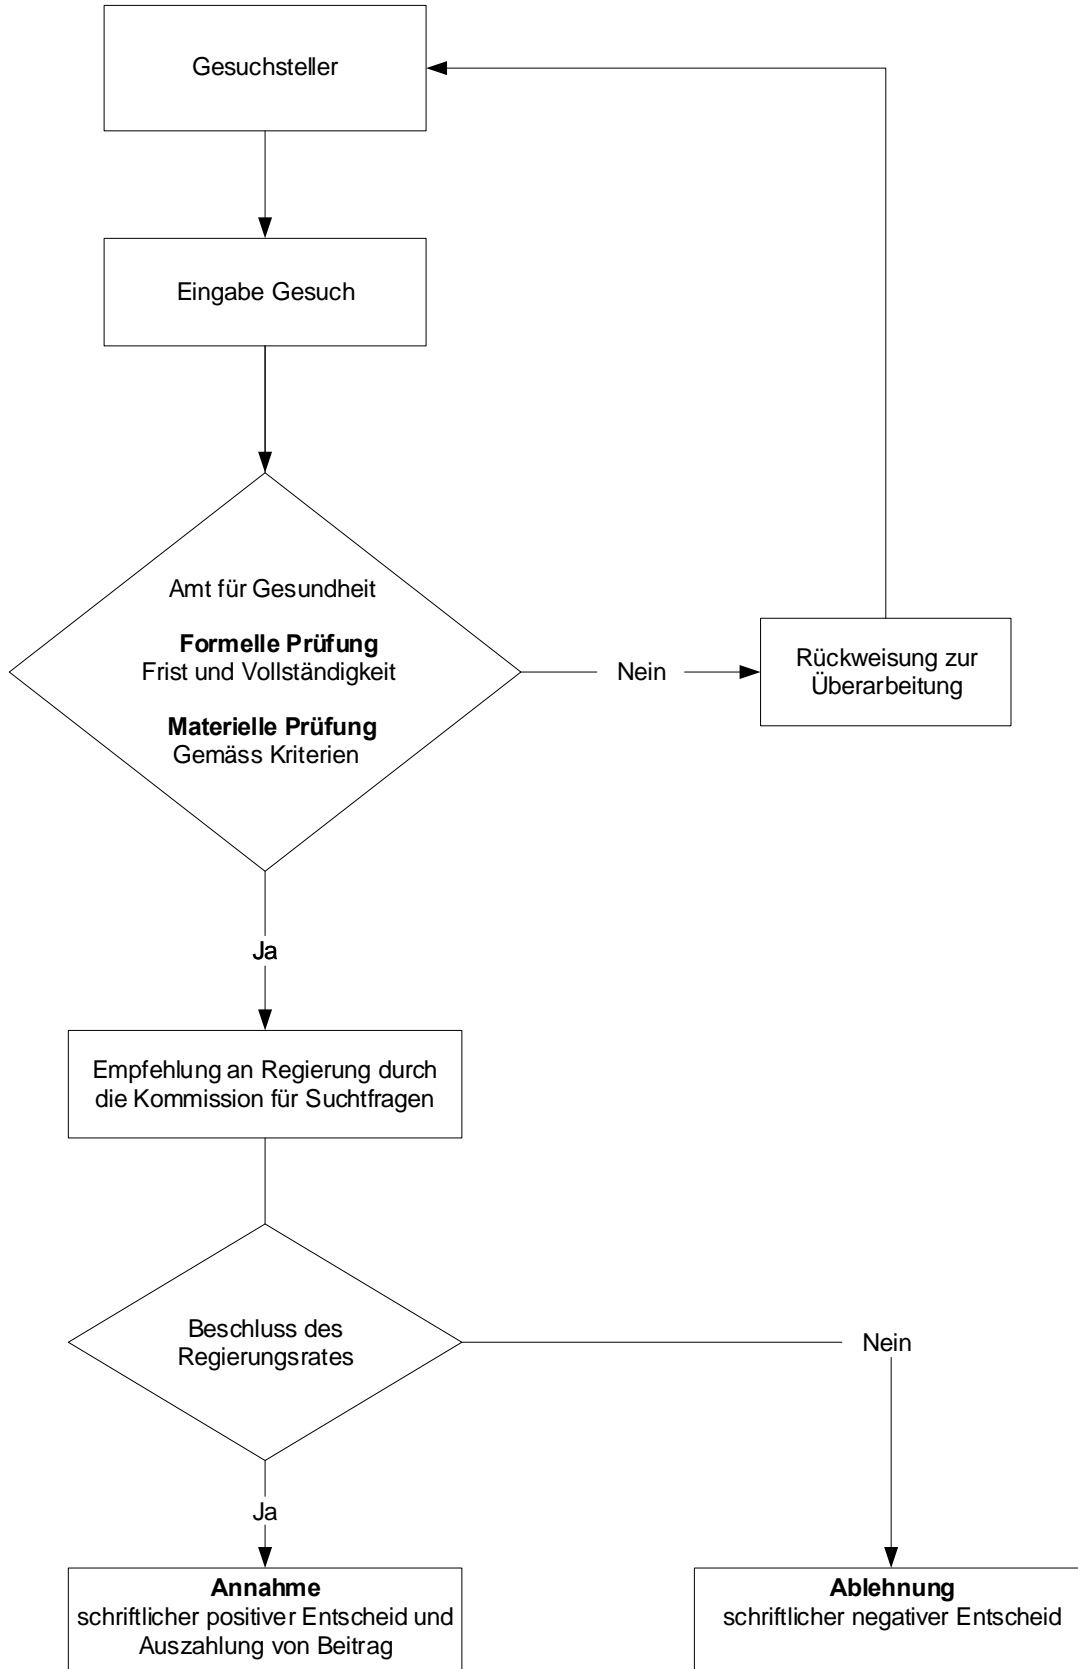 Gesuchsteller
Eingabe Gesuch
Amt für Gesundheit
Formelle Prüfung
Frist und Vollständigkeit
Materielle Prüfung
Gemäss Kriterien
Nein
Rückweisung zur
Überarbeitung
Ja
Empfehlung an Regierung durch
die Kommission für Suchtfragen
Beschluss des
Regierungsrates
Nein
Ja
Annahme
schriftlicher positiver Entscheid und
Auszahlung von Beitrag
Ablehnung
schriftlicher negativer Entscheid